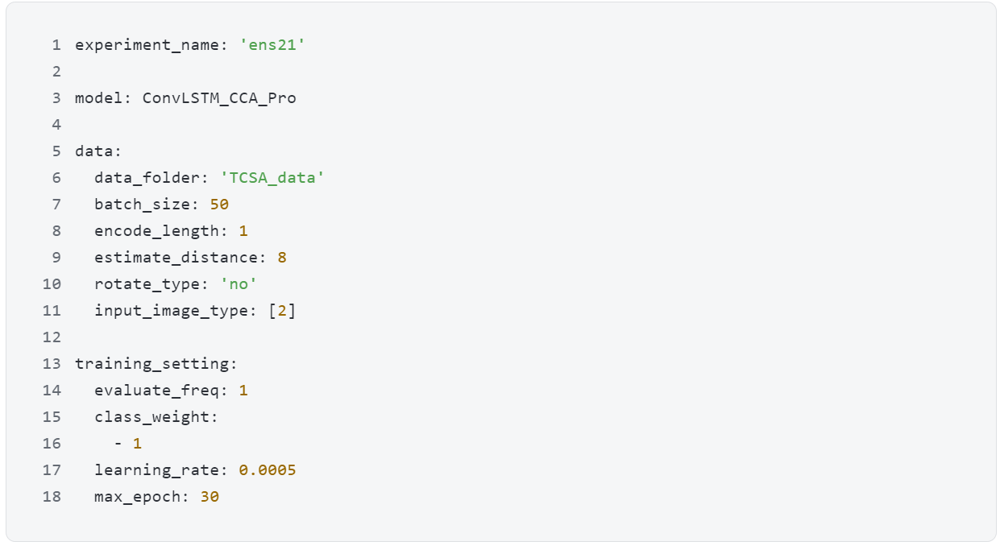 1 experiment_name: 'ens21'
2
3 model: ConvLSTM_CCA_Pro
4
5 data:
6   data_folder: 'TCSA_data'
7   batch_size: 50
8   encode_length: 1
9   estimate_distance: 8
10   rotate_type: 'no'
11   input_image_type: [2]
12
13 training_setting:
14   evaluate_freq: 1
15   class_weight:
16     - 1
17   learning_rate: 0.0005
18   max_epoch: 30